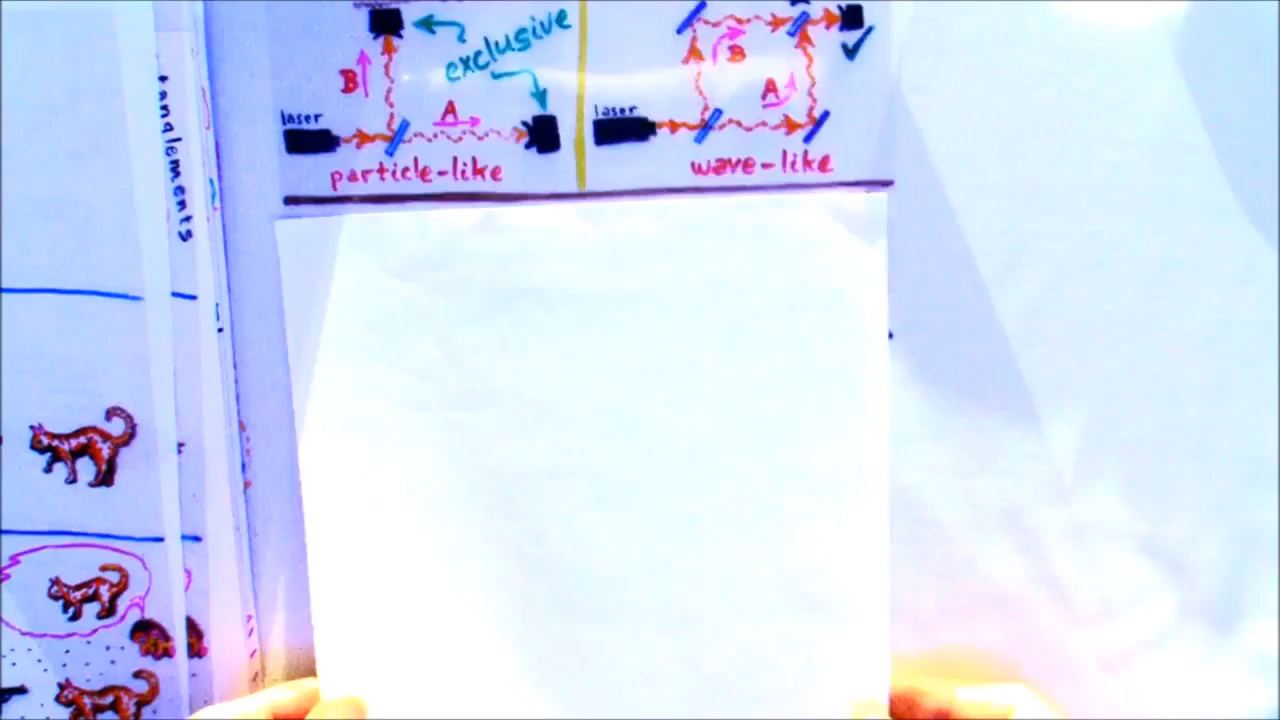 tanglements
exclusive
B
laser
A
particle-like
B
A
laser
wave-like